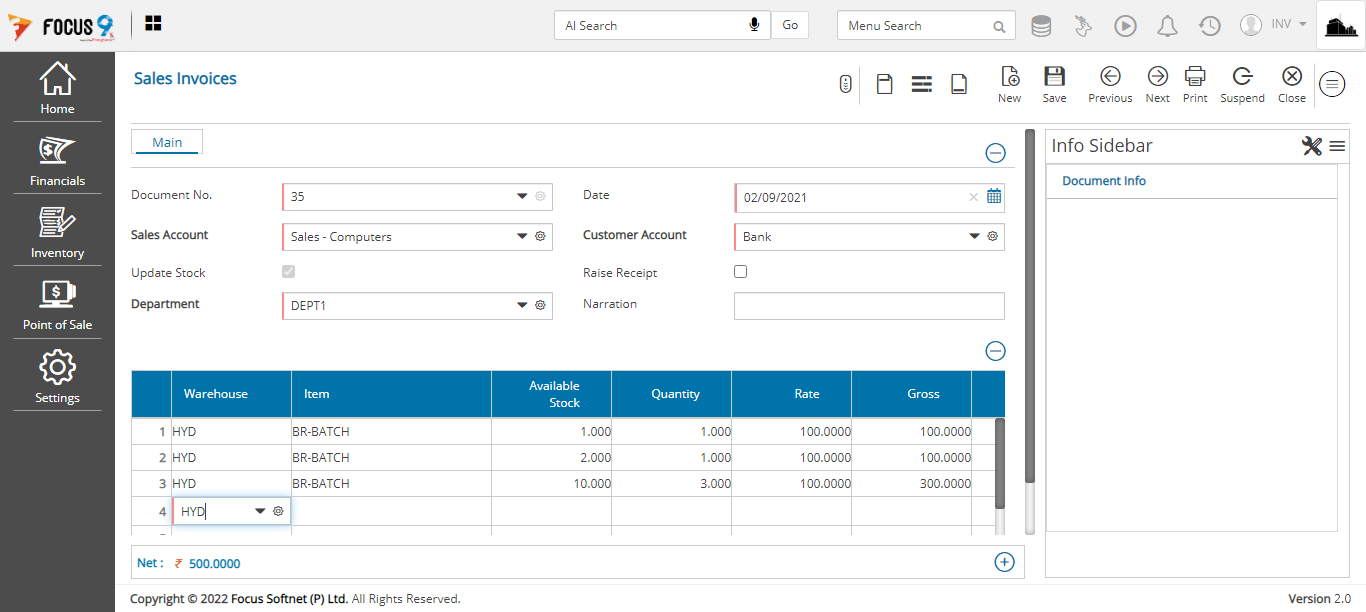 FOCUS 9
AI Search
Go
Menu Search
INV
Home
Financials
Inventory
Point of Sale
Settings
Sales Invoices
New
Save
Previous
Next
Print
Suspend
Close
Main
Document No.
35
Date
02/09/2021
Sales Account
Sales - Computers
Customer Account
Bank
Update Stock
Raise Receipt
Department
DEPT1
Narration
Warehouse Item Available Stock Quantity Rate Gross
1 HYD BR-BATCH 1.000 1.000 100.0000 100.0000
2 HYD BR-BATCH 2.000 1.000 100.0000 100.0000
3 HYD BR-BATCH 10.000 3.000 100.0000 300.0000
4 HYD
Net : ₹ 500.0000
Info Sidebar
Document Info
Copyright © 2022 Focus Softnet (P) Ltd. All Rights Reserved.
Version 2.0